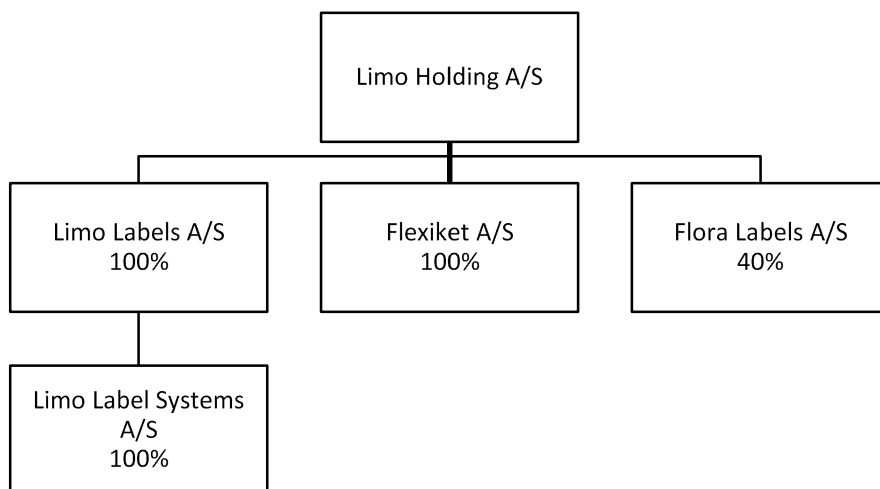 Limo Holding A/S
Limo Labels A/S
100%
Flexiket A/S
100%
Flora Labels A/S
40%
Limo Label Systems
A/S
100%